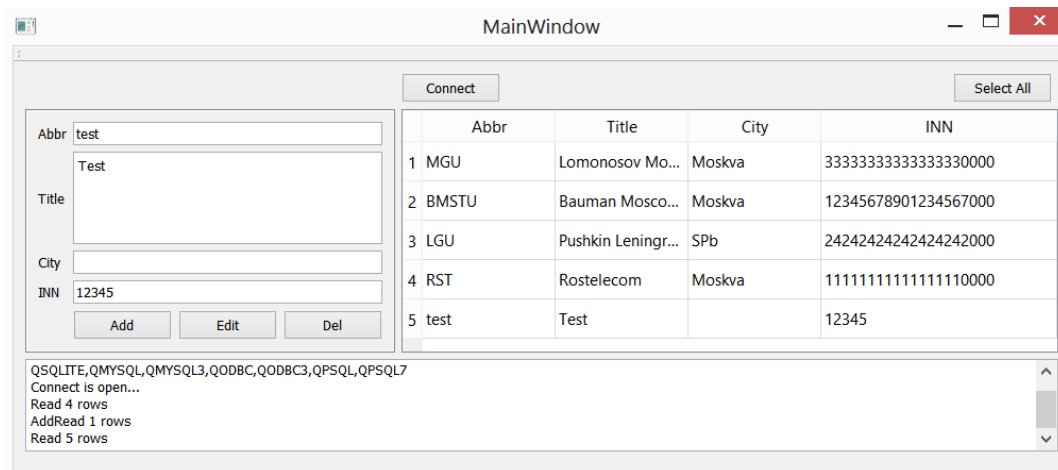 MainWindow
Connect
Select All
Abbr test
Title Test
City
INN 12345
Add Edit Del
Abbr Title City INN
1 MGU Lomonosov Mo... Moskva 33333333333333330000
2 BMSTU Bauman Mosco... Moskva 12345678901234567000
3 LGU Pushkin Leningr... SPb 24242424242424242000
4 RST Rostelecom Moskva 11111111111111110000
5 test Test 12345
QSQLITE,QMYSQL,QMYSQL3,QODBC,QODBC3,QPSQL,QPSQL7
Connect is open...
Read 4 rows
AddRead 1 rows
Read 5 rows